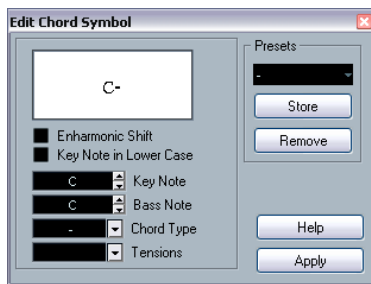 Edit Chord Symbol
C-
Enharmonic Shift
Key Note in Lower Case
C Key Note
C Bass Note
- Chord Type
Tensions
Presets
-
Store
Remove
Help
Apply